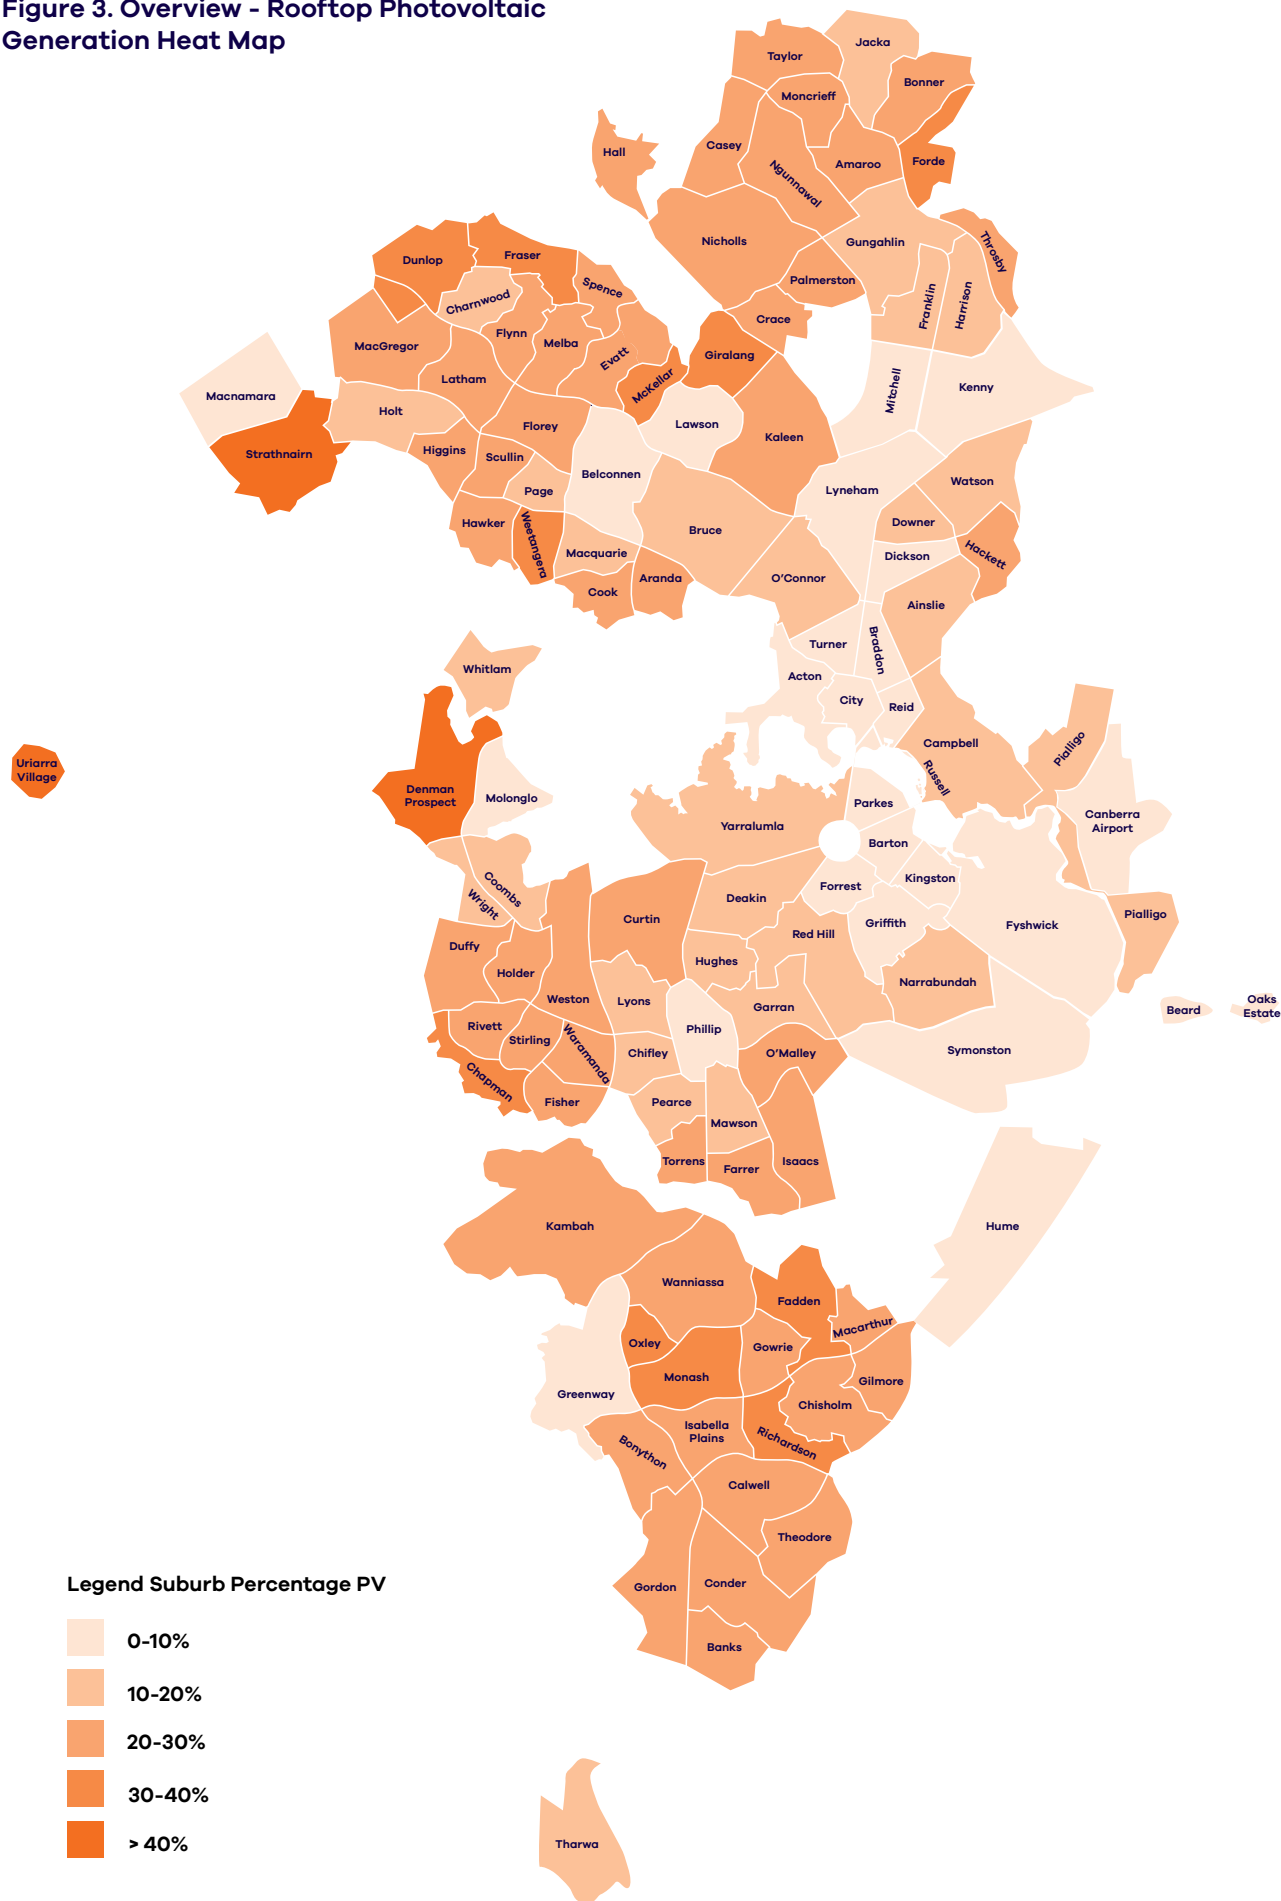 Figure 3. Overview - Rooftop Photovoltaic
Generation Heat Map
Jacka
Taylor
Bonner
Moncrieff
Casey
Hall
Amaroo
Forde
Ngunnawal
Nicholls
Gungahlin
Throsby
Palmerston
Franklin
Harrison
Crace
Dunlop
Fraser
Spence
Charnwood
Flynn
Melba
MacGregor
Evatt
Giralang
McKellar
Latham
Macnamara
Holt
Strathnairn
Higgins
Florey
Scullin
Page
Belconnen
Lawson
Kaleen
Mitchell
Kenny
Lyneham
Watson
Hawker
Weetangera
Macquarie
Bruce
Downer
Dickson
Hackett
Cook
Aranda
O'Connor
Ainslie
Turner
Braddon
Whitlam
Acton
City
Reid
Campbell
Russell
Pialligo
Uriarra
Village
Denman
Prospect
Molonglo
Parkes
Canberra
Airport
Yarralumla
Barton
Coombs
Wright
Deakin
Forrest
Kingston
Curtin
Griffith
Fyshwick
Pialligo
Red Hill
Duffy
Holder
Hughes
Narrabundah
Weston
Lyons
Garran
Beard
Oaks
Estate
Rivett
Stirling
Waramanda
Phillip
Chifley
O'Malley
Symonston
Chapman
Fisher
Pearce
Mawson
Torrens
Farrer
Isaacs
Kambah
Hume
Wanniassa
Fadden
Macarthur
Oxley
Gowrie
Monash
Gilmore
Greenway
Chisholm
Isabella
Plains
Richardson
Bonython
Calwell
Theodore
Gordon
Conder
Banks
Legend Suburb Percentage PV
0-10%
10-20%
20-30%
30-40%
> 40%
Tharwa